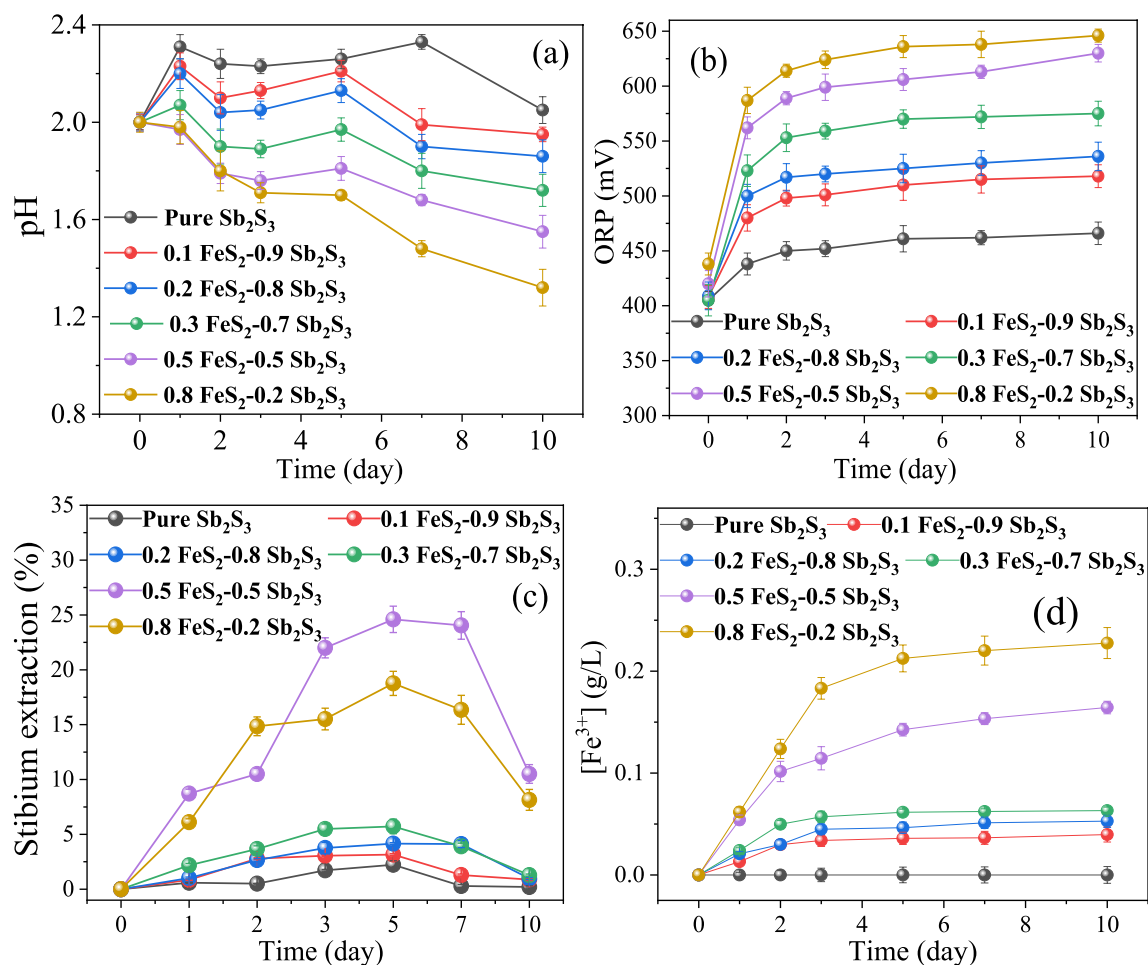 (a)
pH
2.4
2.0
1.6
1.2
0.8
Pure Sb₂S₃
0.1 FeS₂-0.9 Sb₂S₃
0.2 FeS₂-0.8 Sb₂S₃
0.3 FeS₂-0.7 Sb₂S₃
0.5 FeS₂-0.5 Sb₂S₃
0.8 FeS₂-0.2 Sb₂S₃
0 2 4 6 8 10
Time (day)
(b)
ORP (mV)
650
600
550
500
450
400
350
300
Pure Sb₂S₃ 0.1 FeS₂-0.9 Sb₂S₃
0.2 FeS₂-0.8 Sb₂S₃ 0.3 FeS₂-0.7 Sb₂S₃
0.5 FeS₂-0.5 Sb₂S₃ 0.8 FeS₂-0.2 Sb₂S₃
0 2 4 6 8 10
Time (day)
(c)
Stibium extraction (%)
35
30
25
20
15
10
5
0
Pure Sb₂S₃ 0.1 FeS₂-0.9 Sb₂S₃
0.2 FeS₂-0.8 Sb₂S₃ 0.3 FeS₂-0.7 Sb₂S₃
0.5 FeS₂-0.5 Sb₂S₃
0.8 FeS₂-0.2 Sb₂S₃
0 1 2 3 5 7 10
Time (day)
(d)
[Fe³⁺] (g/L)
0.3
0.2
0.1
0.0
Pure Sb₂S₃ 0.1 FeS₂-0.9 Sb₂S₃
0.2 FeS₂-0.8 Sb₂S₃ 0.3 FeS₂-0.7 Sb₂S₃
0.5 FeS₂-0.5 Sb₂S₃
0.8 FeS₂-0.2 Sb₂S₃
0 2 4 6 8 10
Time (day)